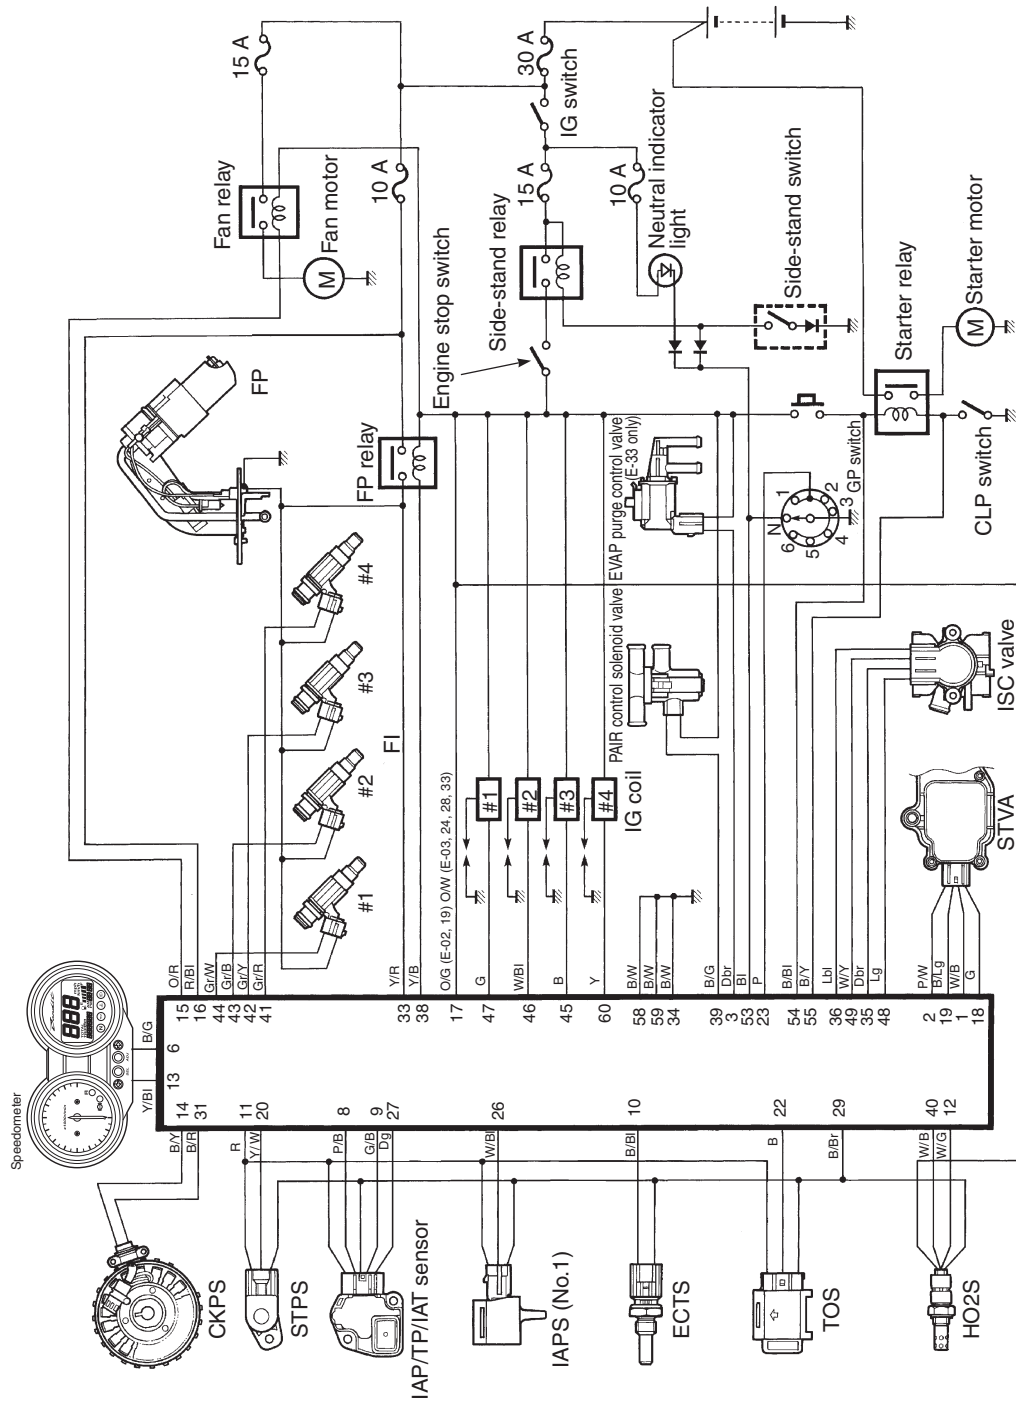 15 A
30 A
IG switch
Fan relay
Fan motor
M
10 A
15 A
10 A
Neutral indicator
light
Side-stand relay
Engine stop switch
Side-stand switch
Starter relay
Starter motor
M
CLP switch
GP switch
FP
FP relay
1
2
3
4
5
6
N
EVAP purge control valve
(E-33 only)
PAIR control solenoid valve
#4
#3
#2
#1
FI
#1
#2
#3
#4
IG coil
ISC valve
STVA
O/R
R/Bl
Gr/W
Gr/B
Gr/Y
Gr/R
Y/R
Y/B
O/G (E-02, 19) O/W (E-03, 24, 28, 33)
G
W/Bl
B
Y
B/W
B/W
B/W
B/G
Dbr
Bl
P
B/Bl
B/Y
Lbl
W/Y
Dbr
Lg
P/W
B/Lg
W/B
G
15
16
44
43
42
41
33
38
17
47
46
45
60
58
59
34
39
3
53
23
54
55
36
49
35
48
2
19
1
18
Speedometer
888
B/G
6
Y/Bl
13
14
31
11
20
8
9
27
26
10
22
29
40
12
B/Y
B/R
R
Y/W
P/B
G/B
Dg
W/Bl
B/Bl
B
B/Br
W/B
W/G
CKPS
STPS
IAP/TP/IAT sensor
IAPS (No.1)
ECTS
TOS
HO2S